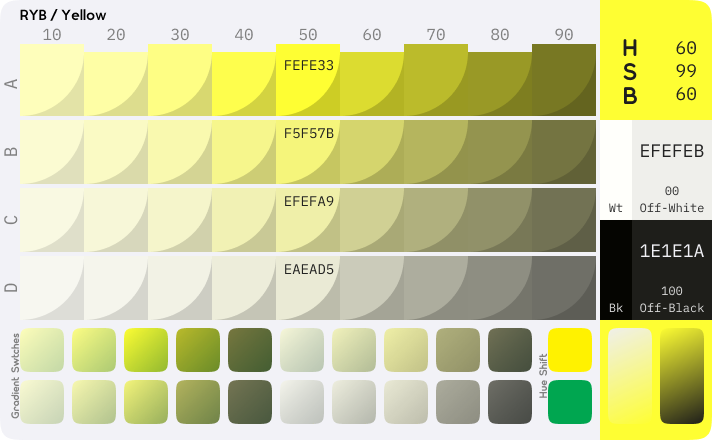 RYB / Yellow
10 20 30 40 50 60 70 80 90
A
FEFE33
B
F5F57B
C
EFEFA9
D
EAEAD5
Gradient Swtches
Hue Shift
H 60
S 99
B 60
EFEFEB
00
Wt Off-White
1E1E1A
100
Bk Off-Black